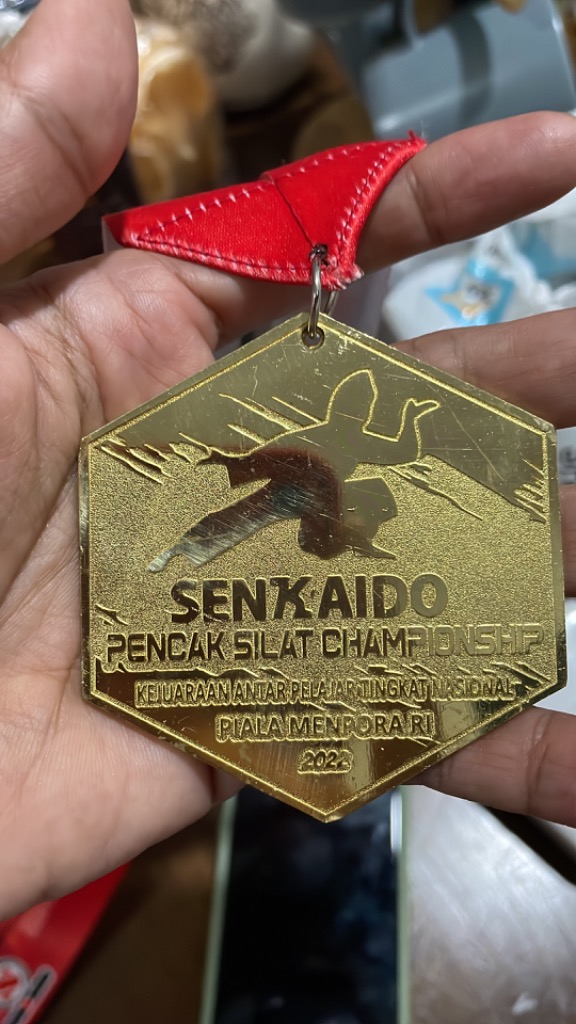 SENKAIDO
PENCAK SILAT CHAMPIONSHIP
KEJUARAAN ANTAR PELAJAR TINGKAT NASIONAL
PIALA MENPORA RI
2022